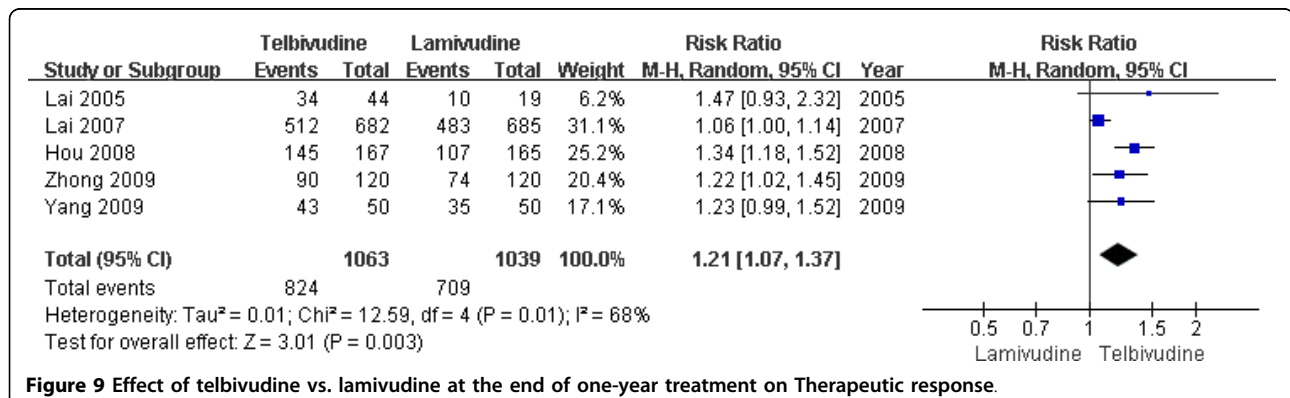 Telbivudine Lamivudine Risk Ratio Risk Ratio
Study or Subgroup Events Total Events Total Weight M-H, Random, 95% CI Year M-H, Random, 95% CI
Lai 2005 34 44 10 19 6.2% 1.47 [0.93, 2.32] 2005
Lai 2007 512 682 483 685 31.1% 1.06 [1.00, 1.14] 2007
Hou 2008 145 167 107 165 25.2% 1.34 [1.18, 1.52] 2008
Zhong 2009 90 120 74 120 20.4% 1.22 [1.02, 1.45] 2009
Yang 2009 43 50 35 50 17.1% 1.23 [0.99, 1.52] 2009
Total (95% CI) 1063 1039 100.0% 1.21 [1.07, 1.37]
Total events 824 709
Heterogeneity: Tau² = 0.01; Chi² = 12.59, df = 4 (P = 0.01); I² = 68%
Test for overall effect: Z = 3.01 (P = 0.003)
0.5 0.7 1 1.5 2
Lamivudine Telbivudine
Figure 9 Effect of telbivudine vs. lamivudine at the end of one-year treatment on Therapeutic response.